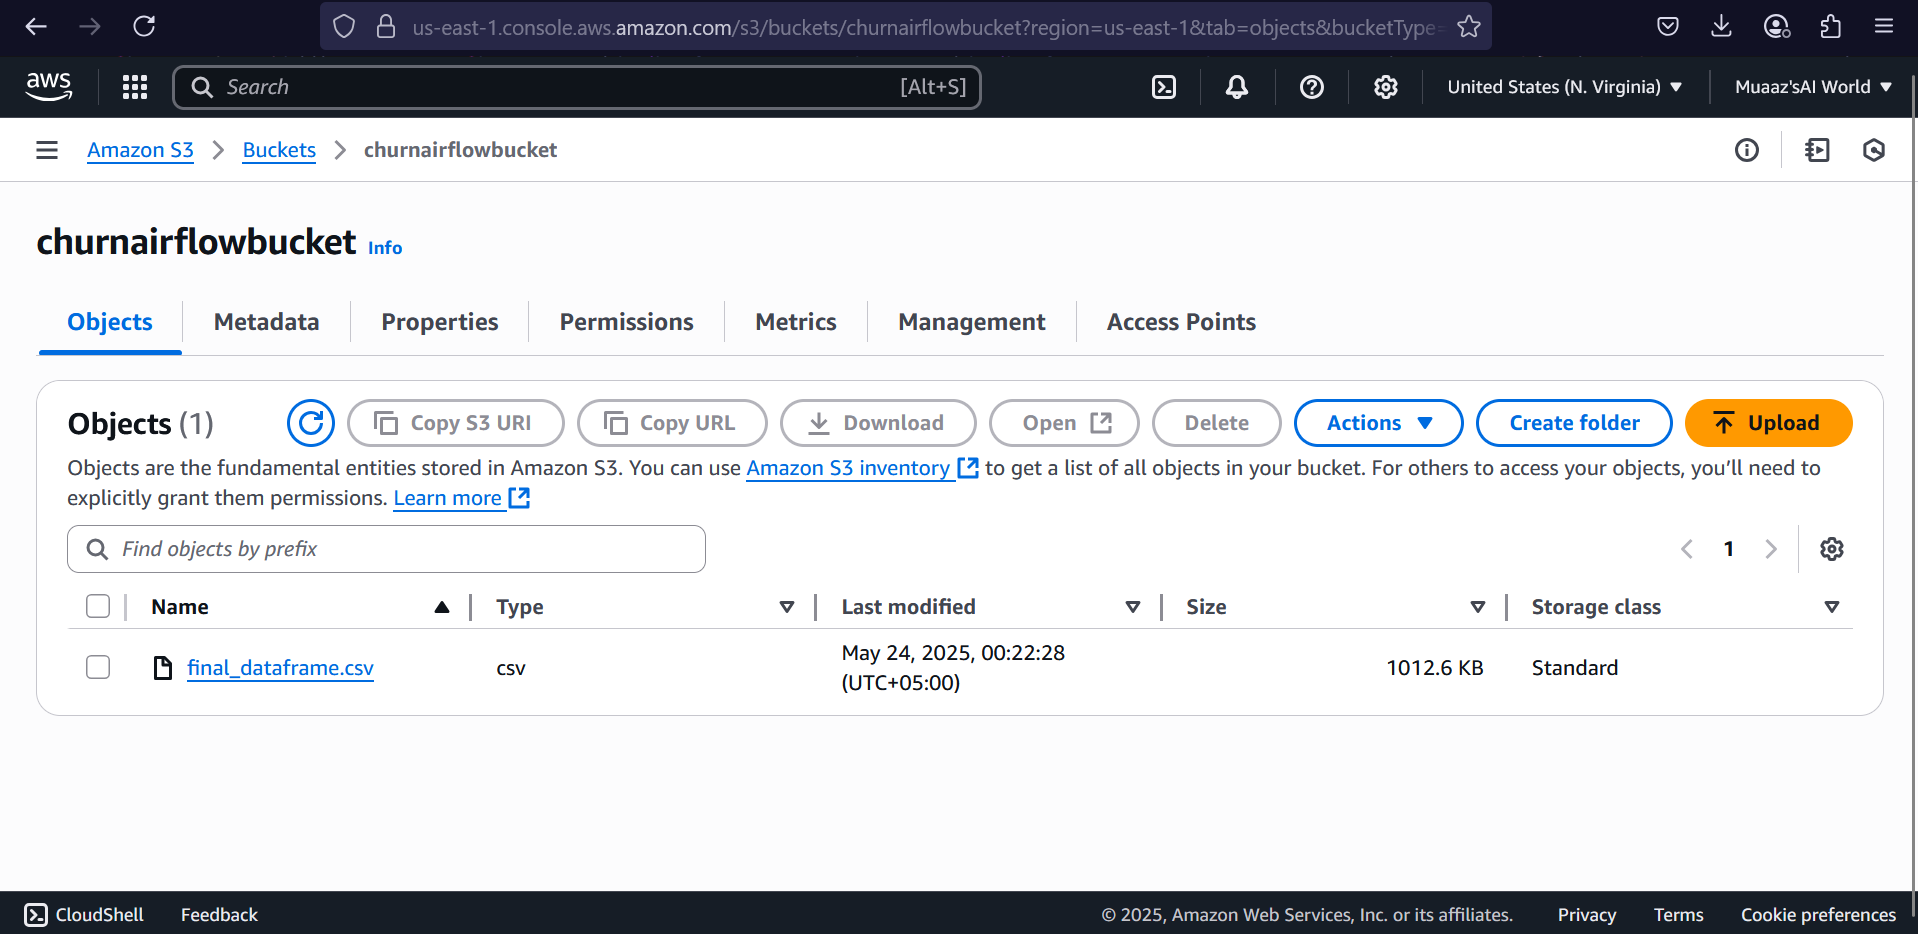 us-east-1.console.aws.amazon.com/s3/buckets/churnairflowbucket?region=us-east-1&tab=objects&bucketType=
aws
Search [Alt+S]
United States (N. Virginia)
Muaaz'sAI World
Amazon S3 > Buckets > churnairflowbucket
churnairflowbucket Info
Objects Metadata Properties Permissions Metrics Management Access Points
Objects (1)
Copy S3 URI Copy URL Download Open Delete Actions Create folder Upload
Objects are the fundamental entities stored in Amazon S3. You can use Amazon S3 inventory to get a list of all objects in your bucket. For others to access your objects, you’ll need to
explicitly grant them permissions. Learn more
Find objects by prefix
1
Name Type Last modified Size Storage class
final_dataframe.csv csv May 24, 2025, 00:22:28 1012.6 KB Standard
(UTC+05:00)
CloudShell Feedback © 2025, Amazon Web Services, Inc. or its affiliates. Privacy Terms Cookie preferences